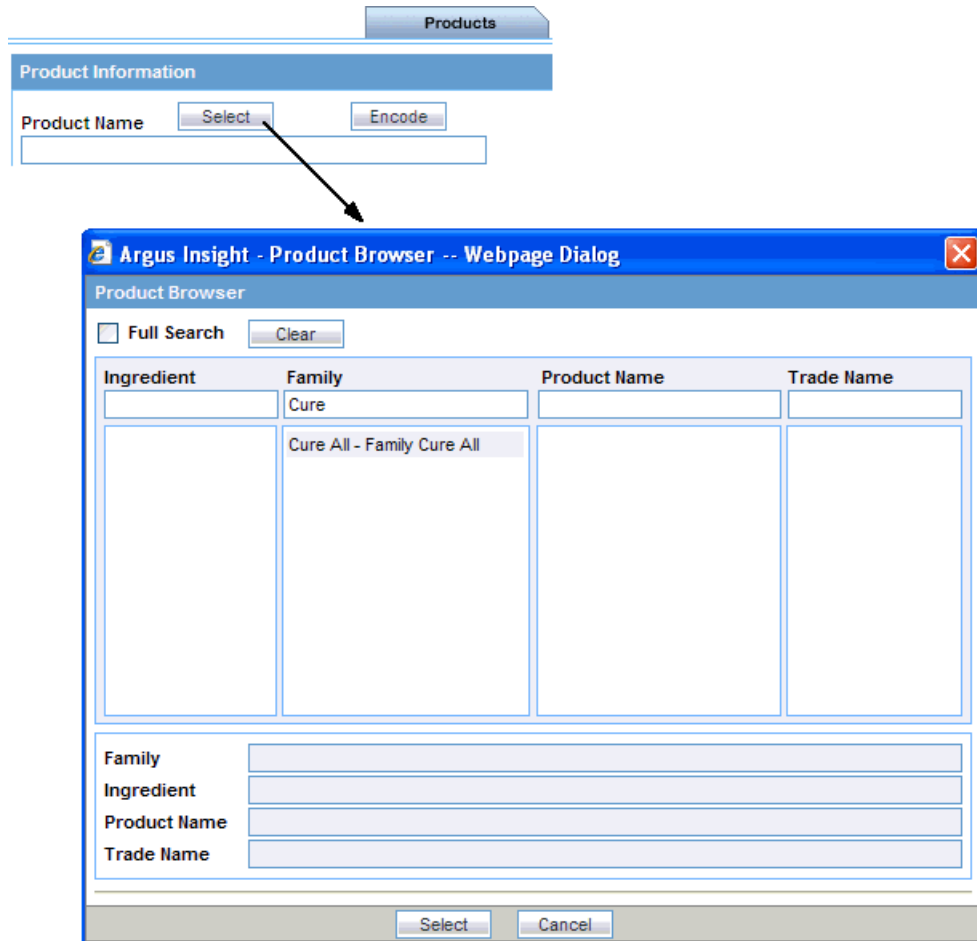 Products
Product Information
Product Name Select Encode
Argus Insight - Product Browser -- Webpage Dialog
Product Browser
Full Search Clear
Ingredient Family Product Name Trade Name
Cure
Cure All - Family Cure All
Family
Ingredient
Product Name
Trade Name
Select Cancel